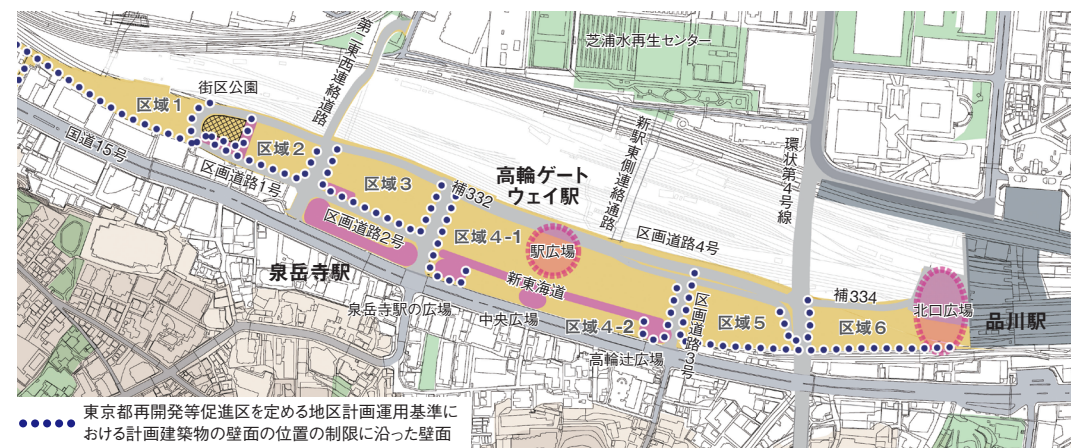 芝浦水再生センター
第一東西連絡道路
街区公園
区域1
国道15号
区画道路1号
区域2
新駅東側連絡通路
環状第4号線
高輪ゲート
ウェイ駅
補332
区域3
区画道路2号
区域4-1
駅広場
区画道路4号
泉岳寺駅
新東海道
泉岳寺駅の広場
中央広場
区域4-2
高輪辻広場
区画道路3号
区域5
補334
区域6
北口広場
品川駅
東京都再開発等促進区を定める地区計画運用基準に
おける計画建築物の壁面の位置の制限に沿った壁面